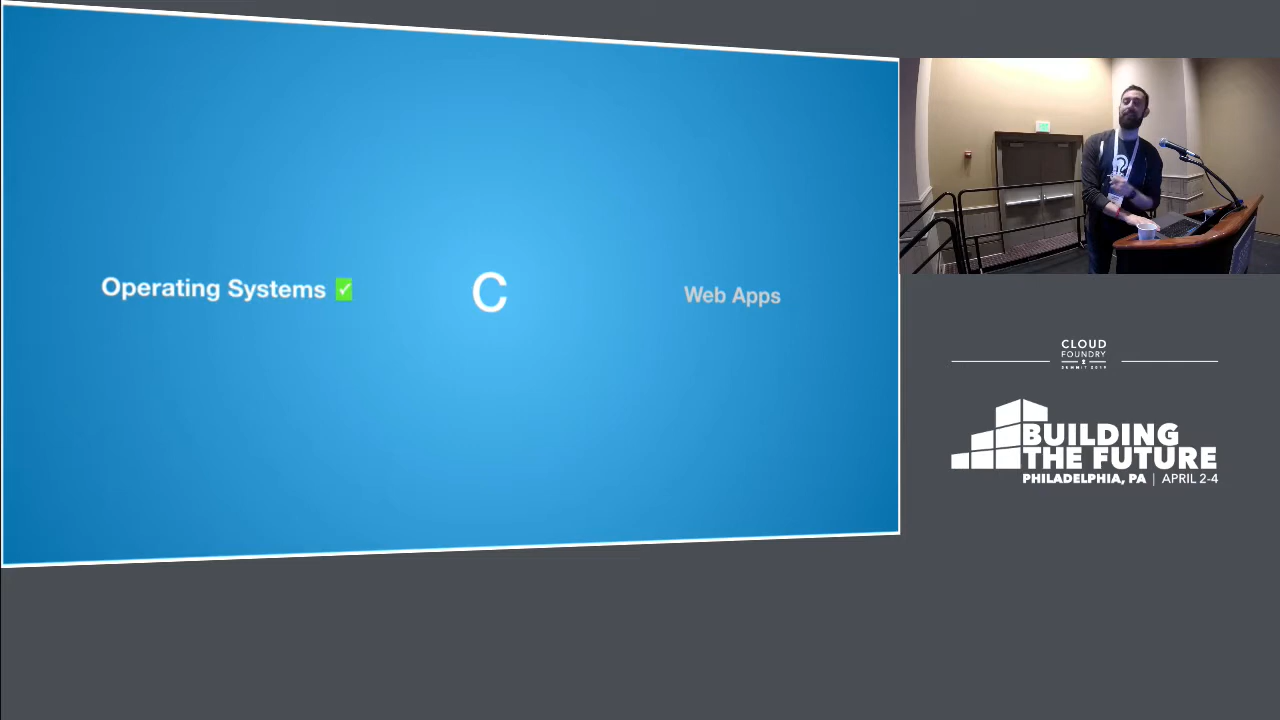 Operating Systems ✅
C
Web Apps
CLOUD
FOUNDRY
SUMMIT 2019
BUILDING
THE FUTURE
PHILADELPHIA, PA | APRIL 2-4